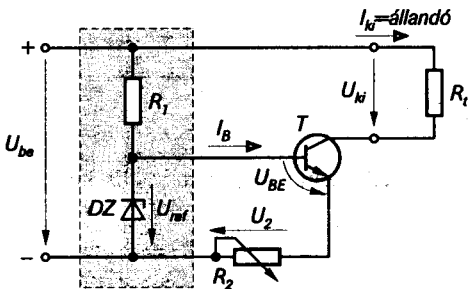 I_ki=állandó
+
R_1
U_ki
R_t
I_B
T
U_be
U_BE
DZ
U_ref
U_2
−
R_2